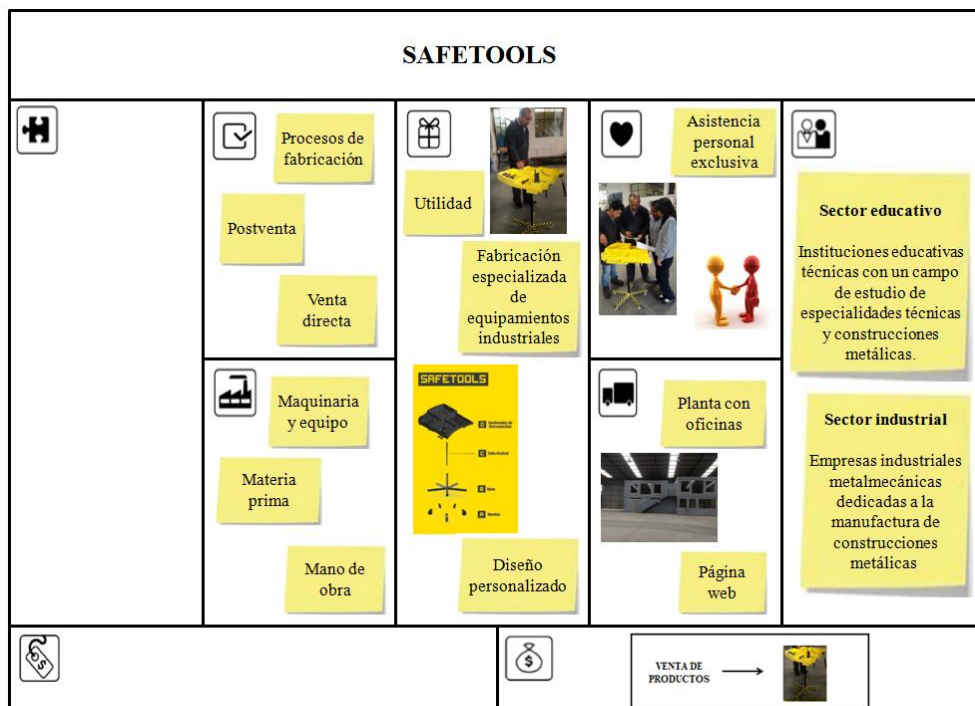 SAFETOOLS
Procesos de
fabricación
Postventa
Venta
directa
Maquinaria
y equipo
Materia
prima
Mano de
obra
Utilidad
Fabricación
especializada
de
equipamientos
industriales
SAFETOOLS
D
C
B Base
A
Diseño
personalizado
Asistencia
personal
exclusiva
Planta con
oficinas
Página
web
Sector educativo
Instituciones educativas
técnicas con un campo
de estudio de
especialidades técnicas
y construcciones
metálicas.
Sector industrial
Empresas industriales
metalmecánicas
dedicadas a la
manufactura de
construcciones
metálicas
S
$
VENTA DE
PRODUCTOS